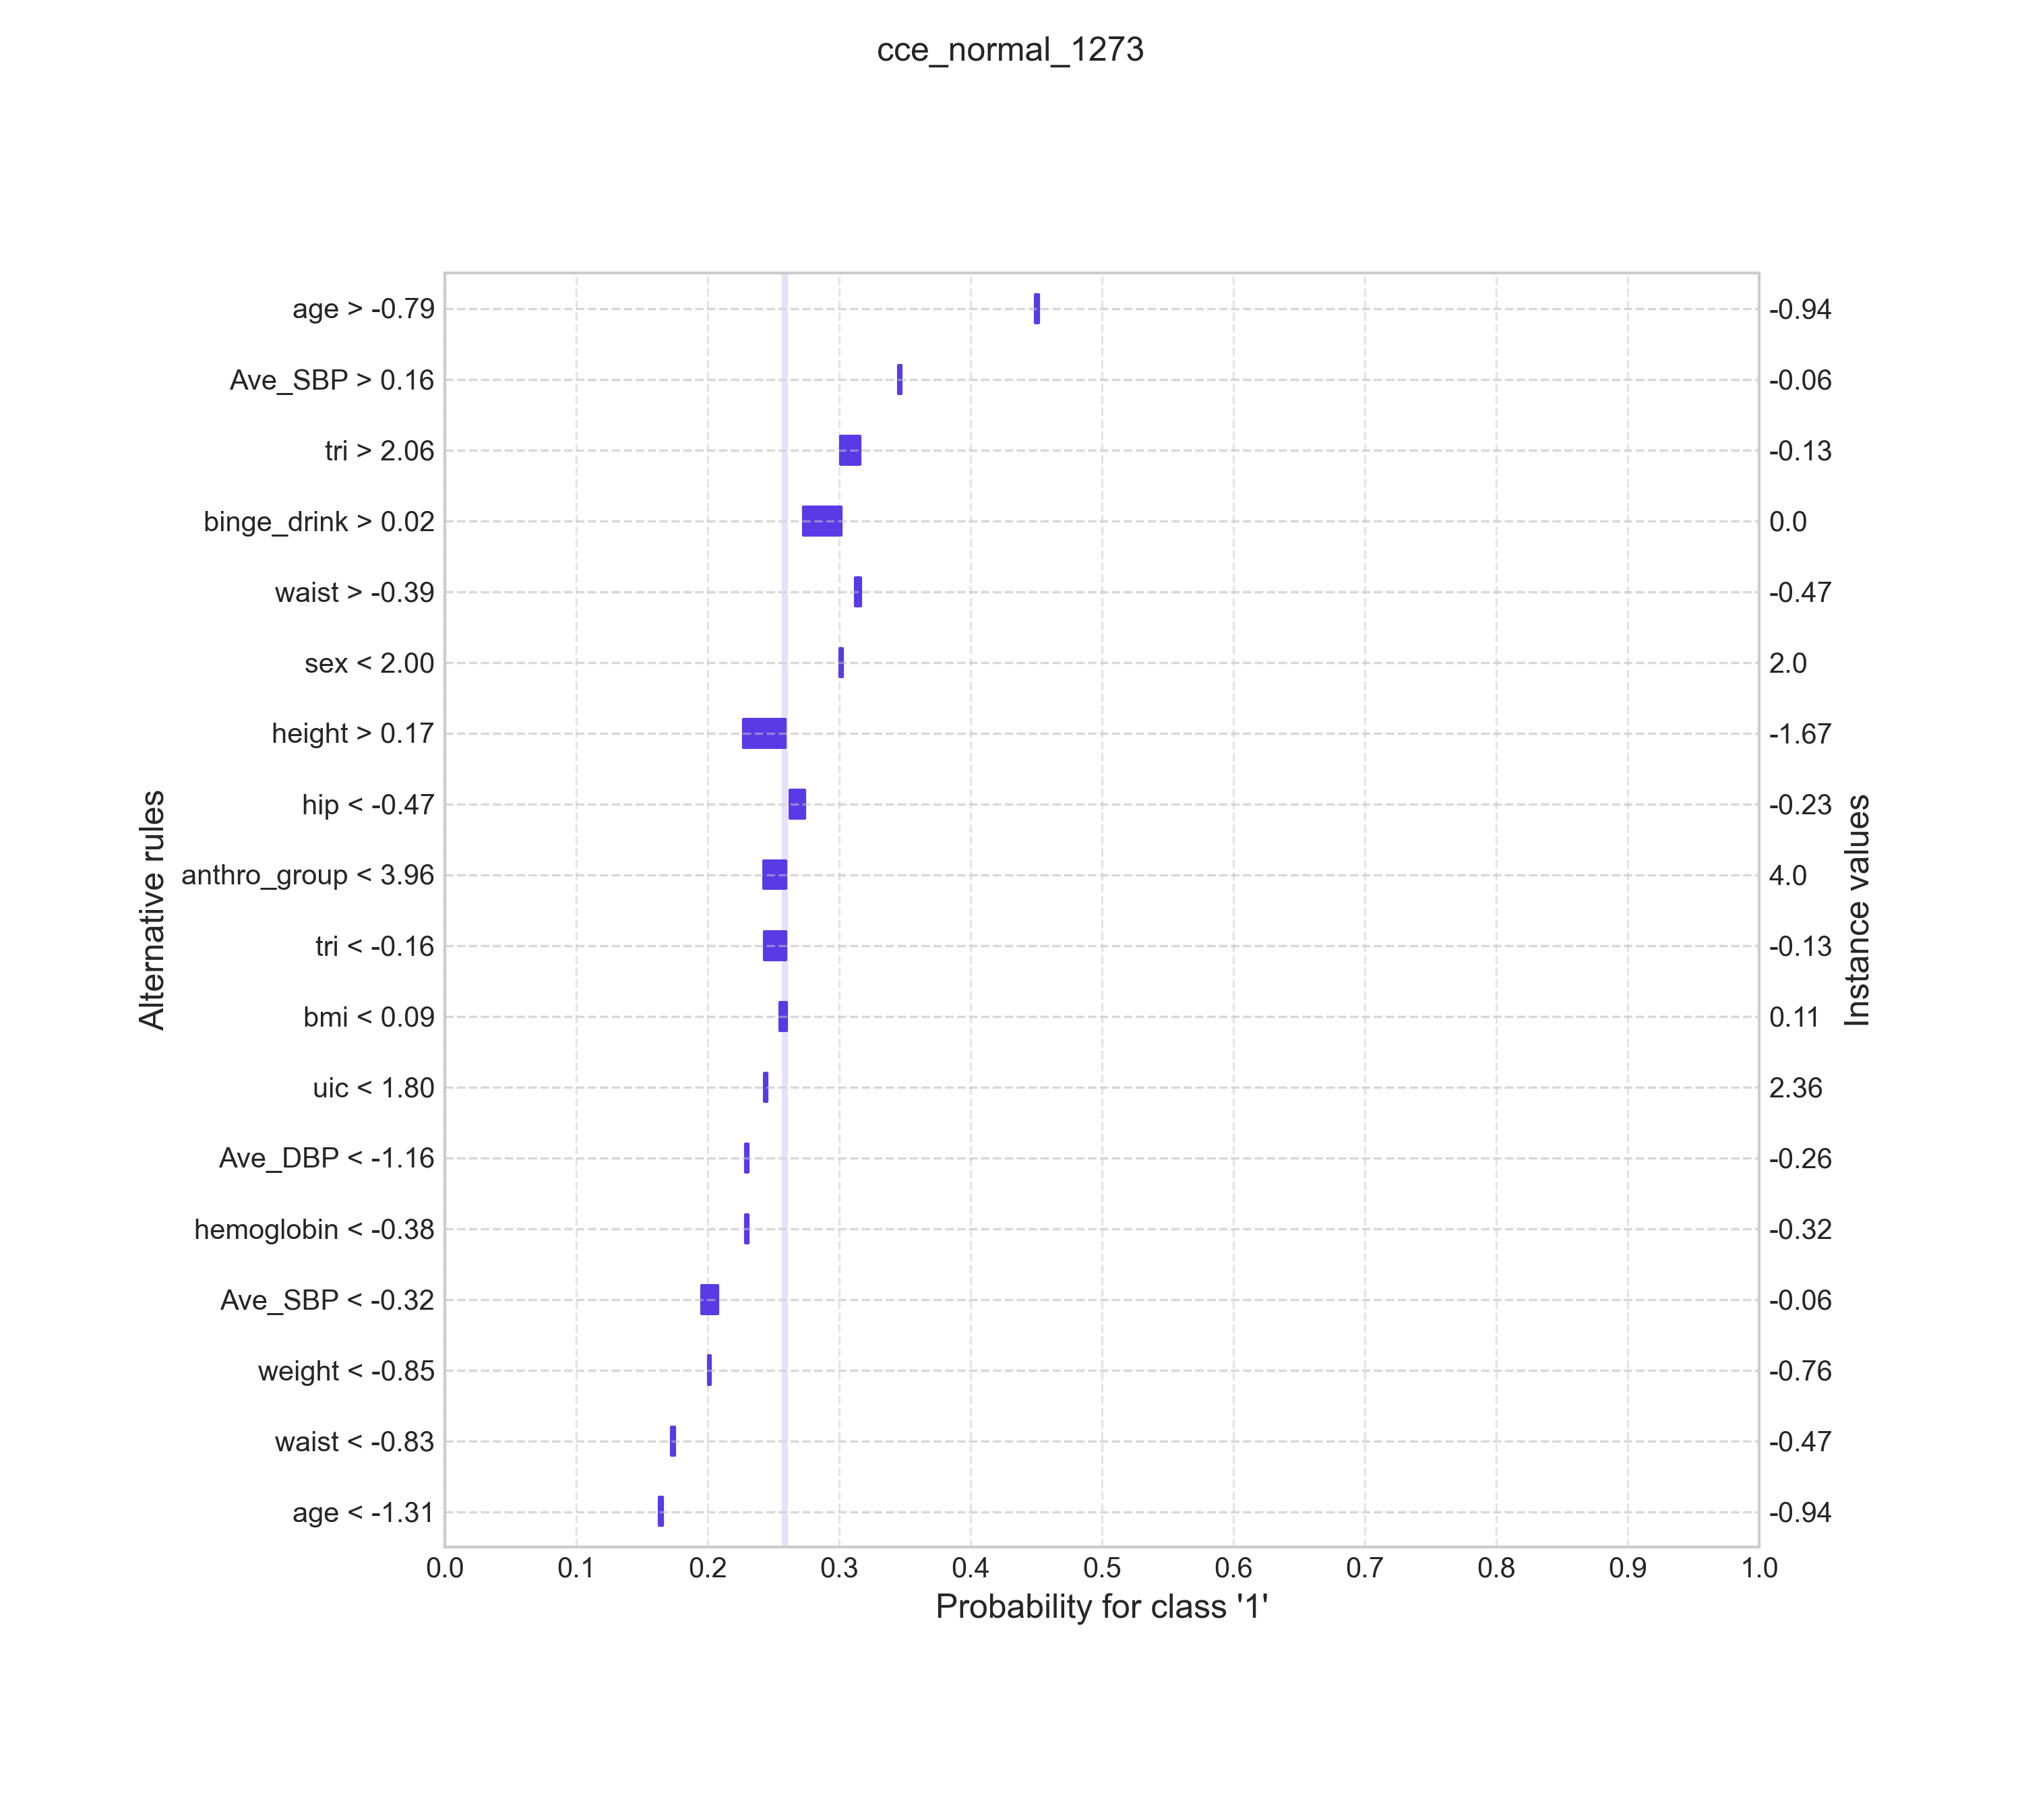 cce_normal_1273
age > -0.79 -0.94
Ave_SBP > 0.16 -0.06
tri > 2.06 -0.13
binge_drink > 0.02 0.0
waist > -0.39 -0.47
sex < 2.00 2.0
height > 0.17 -1.67
hip < -0.47 -0.23
anthro_group < 3.96 4.0
tri < -0.16 -0.13
bmi < 0.09 0.11
uic < 1.80 2.36
Ave_DBP < -1.16 -0.26
hemoglobin < -0.38 -0.32
Ave_SBP < -0.32 -0.06
weight < -0.85 -0.76
waist < -0.83 -0.47
age < -1.31 -0.94
Alternative rules
Instance values
0.0 0.1 0.2 0.3 0.4 0.5 0.6 0.7 0.8 0.9 1.0
Probability for class '1'